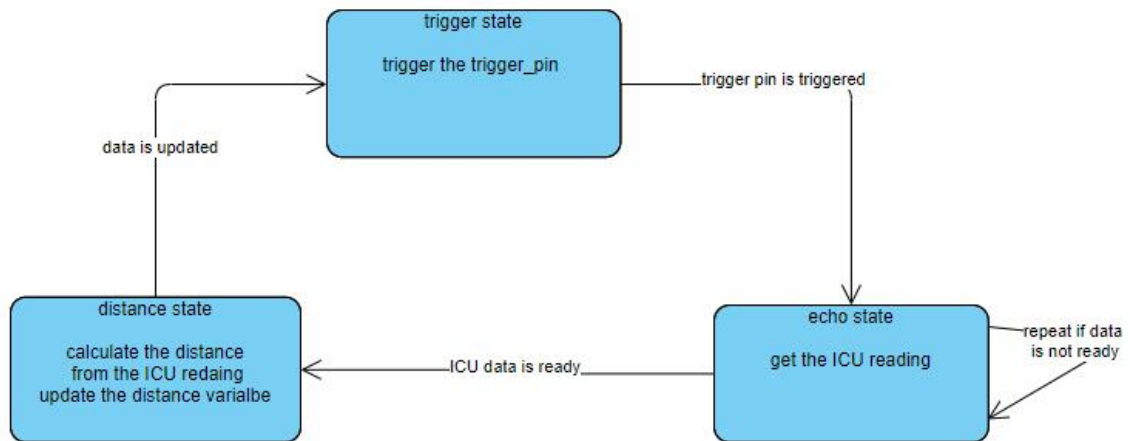 trigger state
trigger the trigger_pin
trigger pin is triggered
data is updated
distance state
calculate the distance
from the ICU redaing
update the distance varialbe
ICU data is ready
echo state
get the ICU reading
repeat if data
is not ready